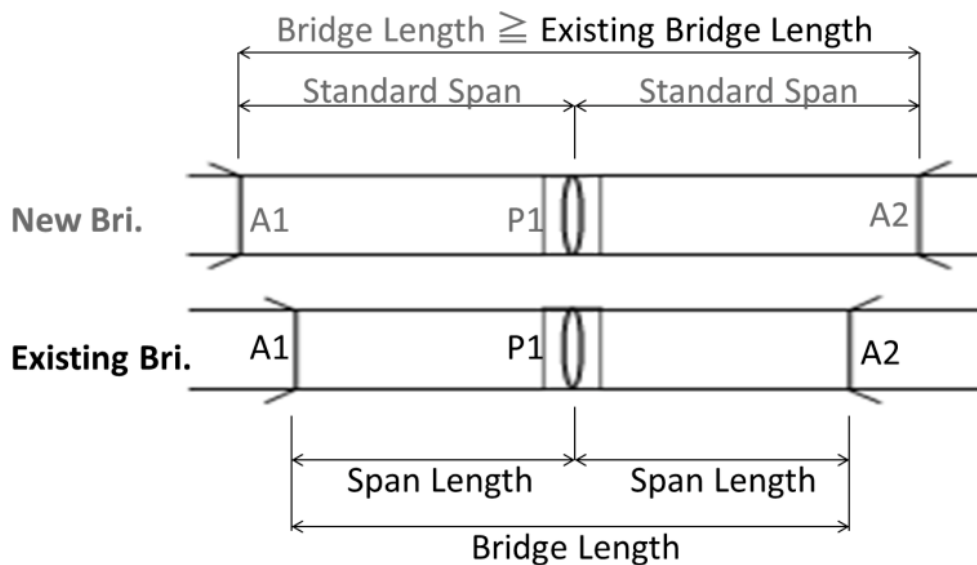 Bridge Length ≧ Existing Bridge Length
Standard Span Standard Span
New Bri. A1 P1 A2
Existing Bri. A1 P1 A2
Span Length Span Length
Bridge Length